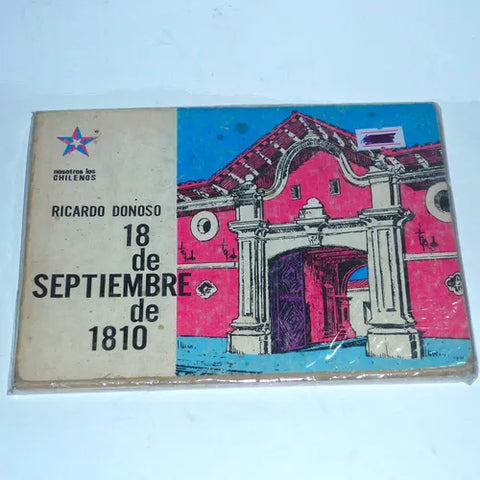 nosotros los
CHILENOS
RICARDO DONOSO
18
de
SEPTIEMBRE
de
1810